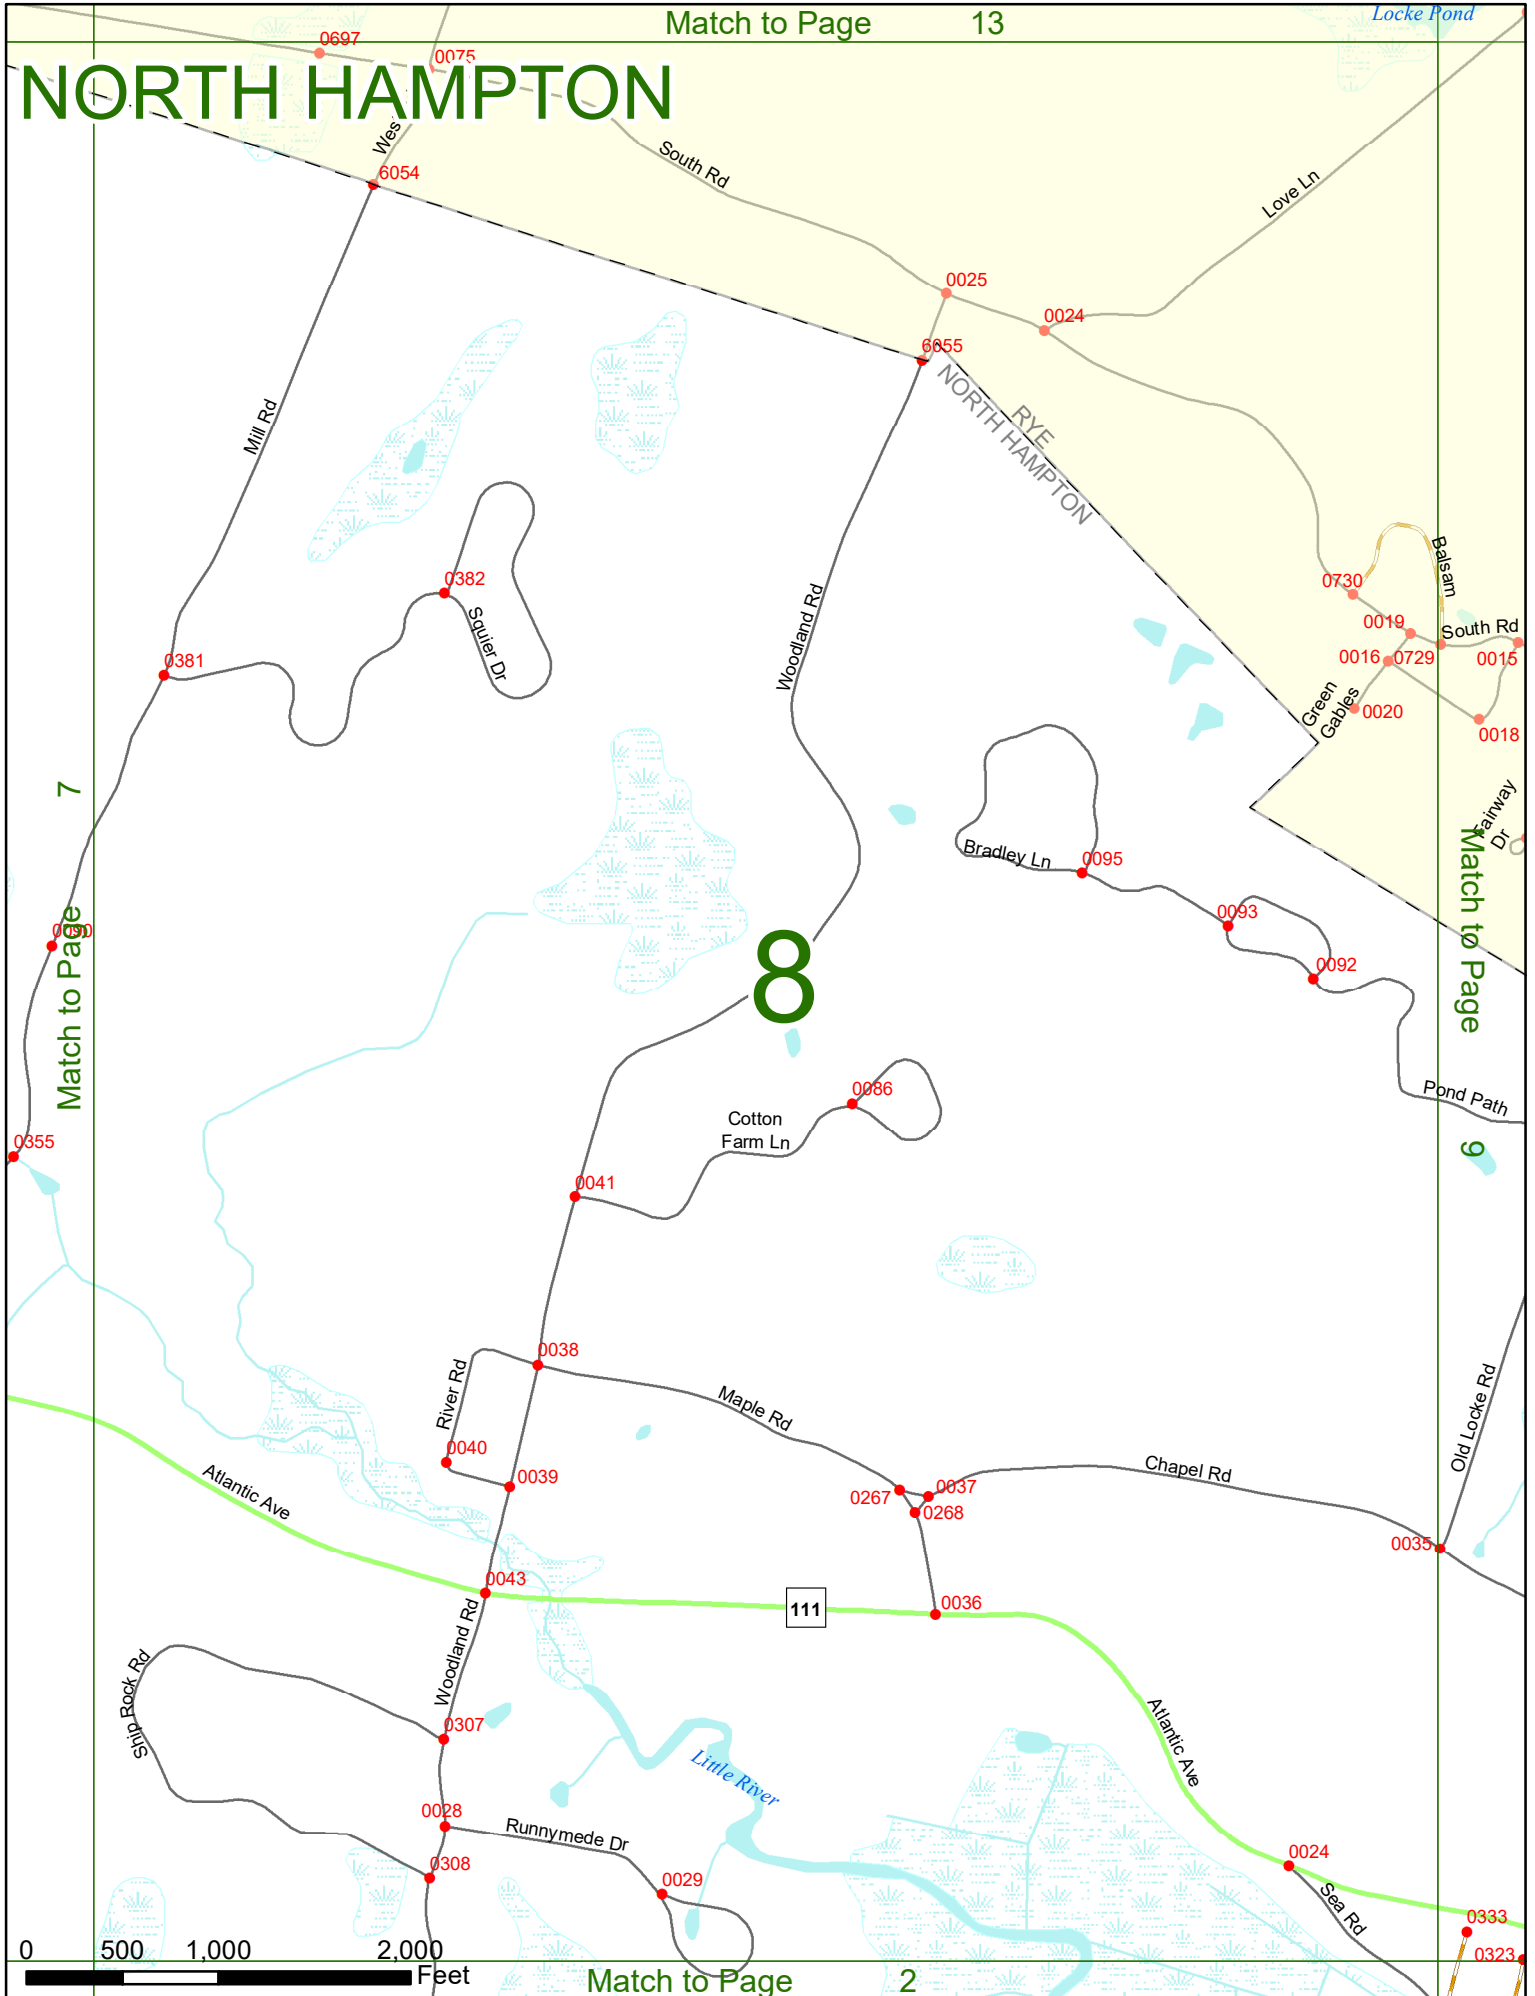 Match to Page 13
Locke Pond
0697
0075
NORTH HAMPTON
South Rd
6054
Love Ln
0025
0024
6055
RYE
NORTH HAMPTON
Mill Rd
Balsam
0730
0382
Squier Dr
Woodland Rd
0019
South Rd
0016
0729
0015
0381
Green
Gables
0020
0018
7
Match to Page
Fairway
Dr
Match to Page
9
Bradley Ln
0095
0093
0090
0092
8
0086
Pond Path
Cotton
Farm Ln
0355
0041
0038
River Rd
Maple Rd
Old Locke Rd
0040
0039
Chapel Rd
Atlantic Ave
0267
0037
0268
0035
0043
111
0036
Woodland Rd
Ship Rock Rd
0307
Atlantic Ave
Little River
0028
Runnymede Dr
0308
0024
0029
Sea Rd
0333
0323
0 500 1,000 2,000
Feet
Match to Page 2